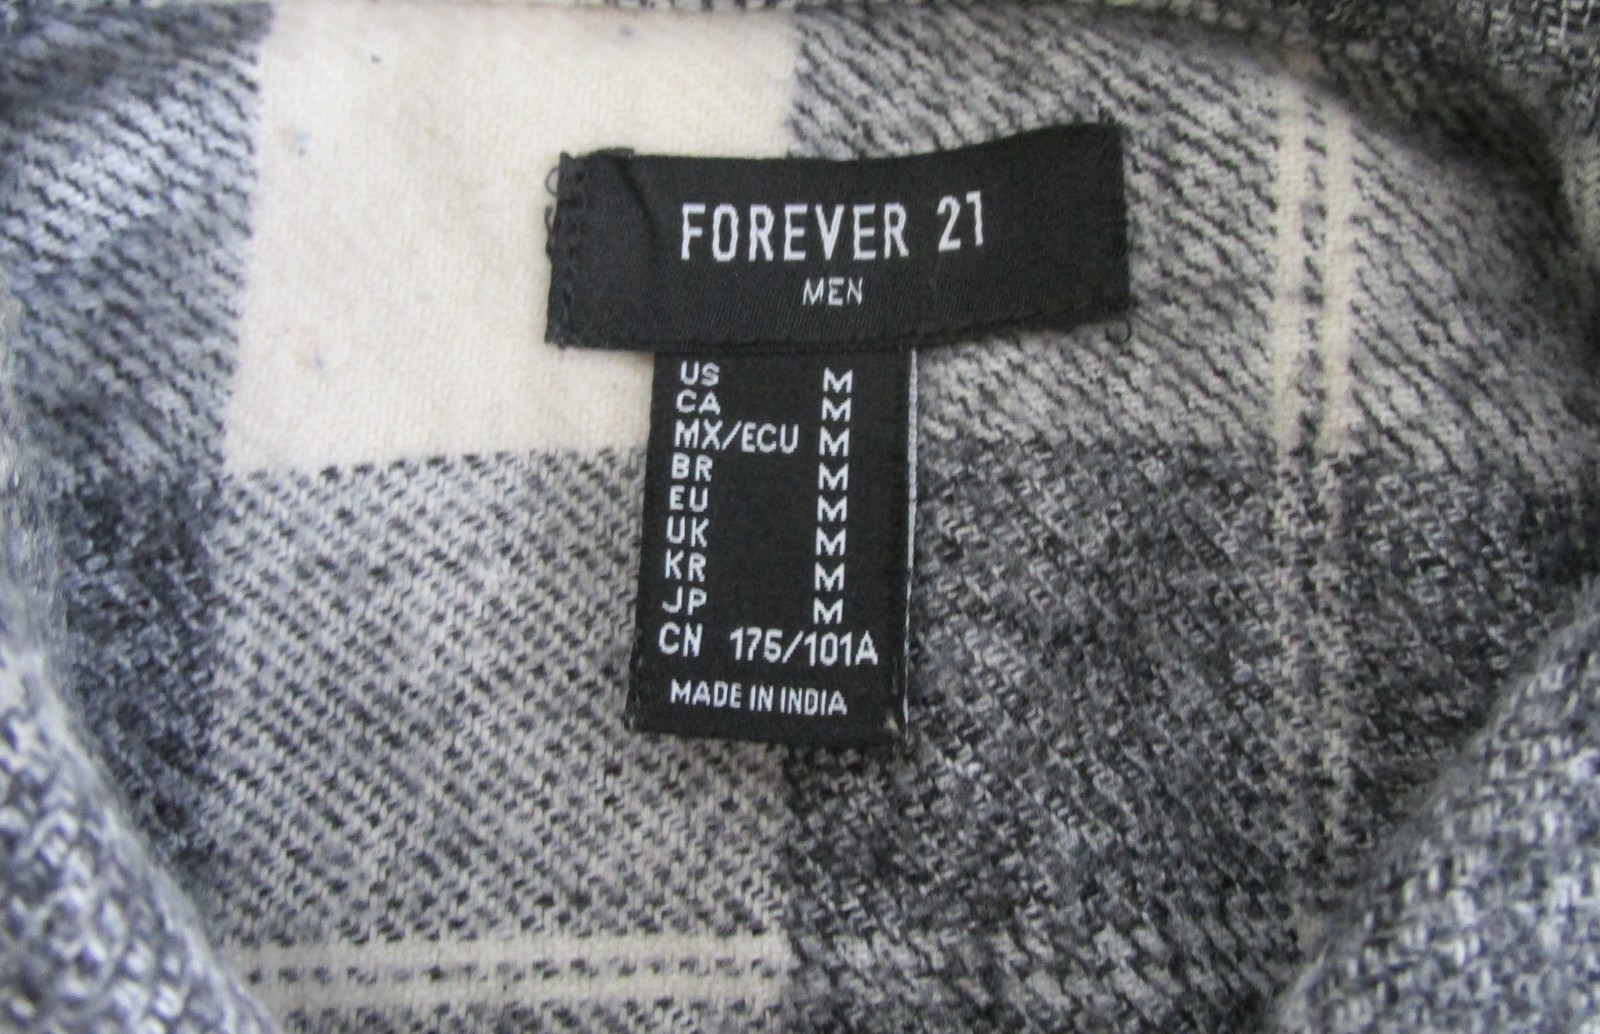 FOREVER 21
MEN
US M
CA M
MX/ECU M
BR M
EU M
UK M
KR M
JP M
CN 175/101A
MADE IN INDIA